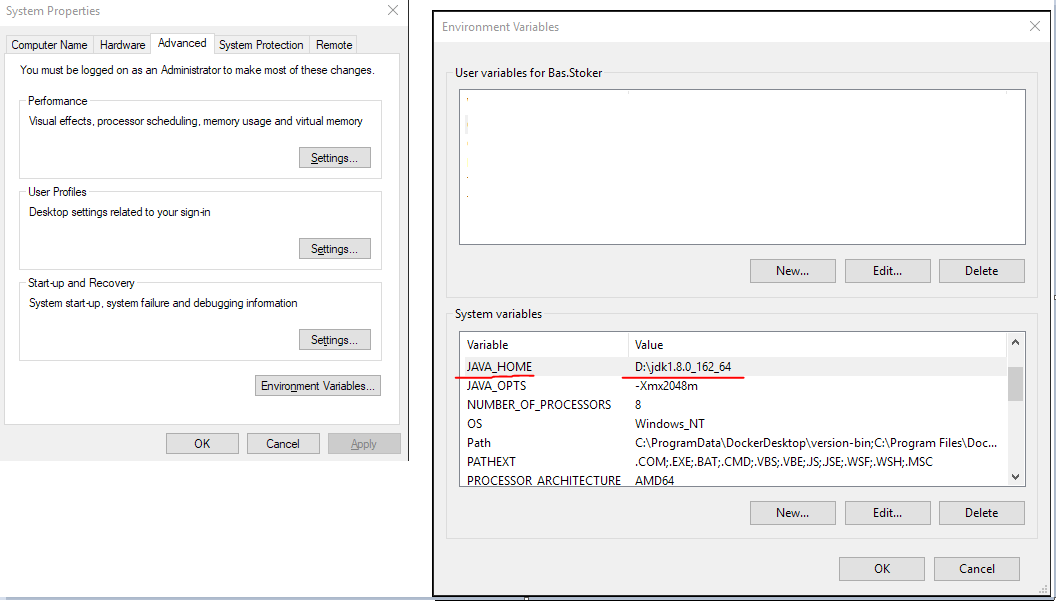 System Properties
Computer Name Hardware Advanced System Protection Remote
You must be logged on as an Administrator to make most of these changes.
Performance
Visual effects, processor scheduling, memory usage and virtual memory
Settings...
User Profiles
Desktop settings related to your sign-in
Settings...
Start-up and Recovery
System start-up, system failure and debugging information
Settings...
Environment Variables...
OK Cancel Apply
Environment Variables
User variables for Bas.Stoker
New... Edit... Delete
System variables
Variable Value
JAVA_HOME D:\jdk1.8.0_162_64
JAVA_OPTS -Xmx2048m
NUMBER_OF_PROCESSORS 8
OS Windows_NT
Path C:\ProgramData\DockerDesktop\version-bin;C:\Program Files\Doc...
PATHEXT .COM;.EXE;.BAT;.CMD;.VBS;.VBE;.JS;.JSE;.WSF;.WSH;.MSC
PROCESSOR_ARCHITECTURE AMD64
New... Edit... Delete
OK Cancel